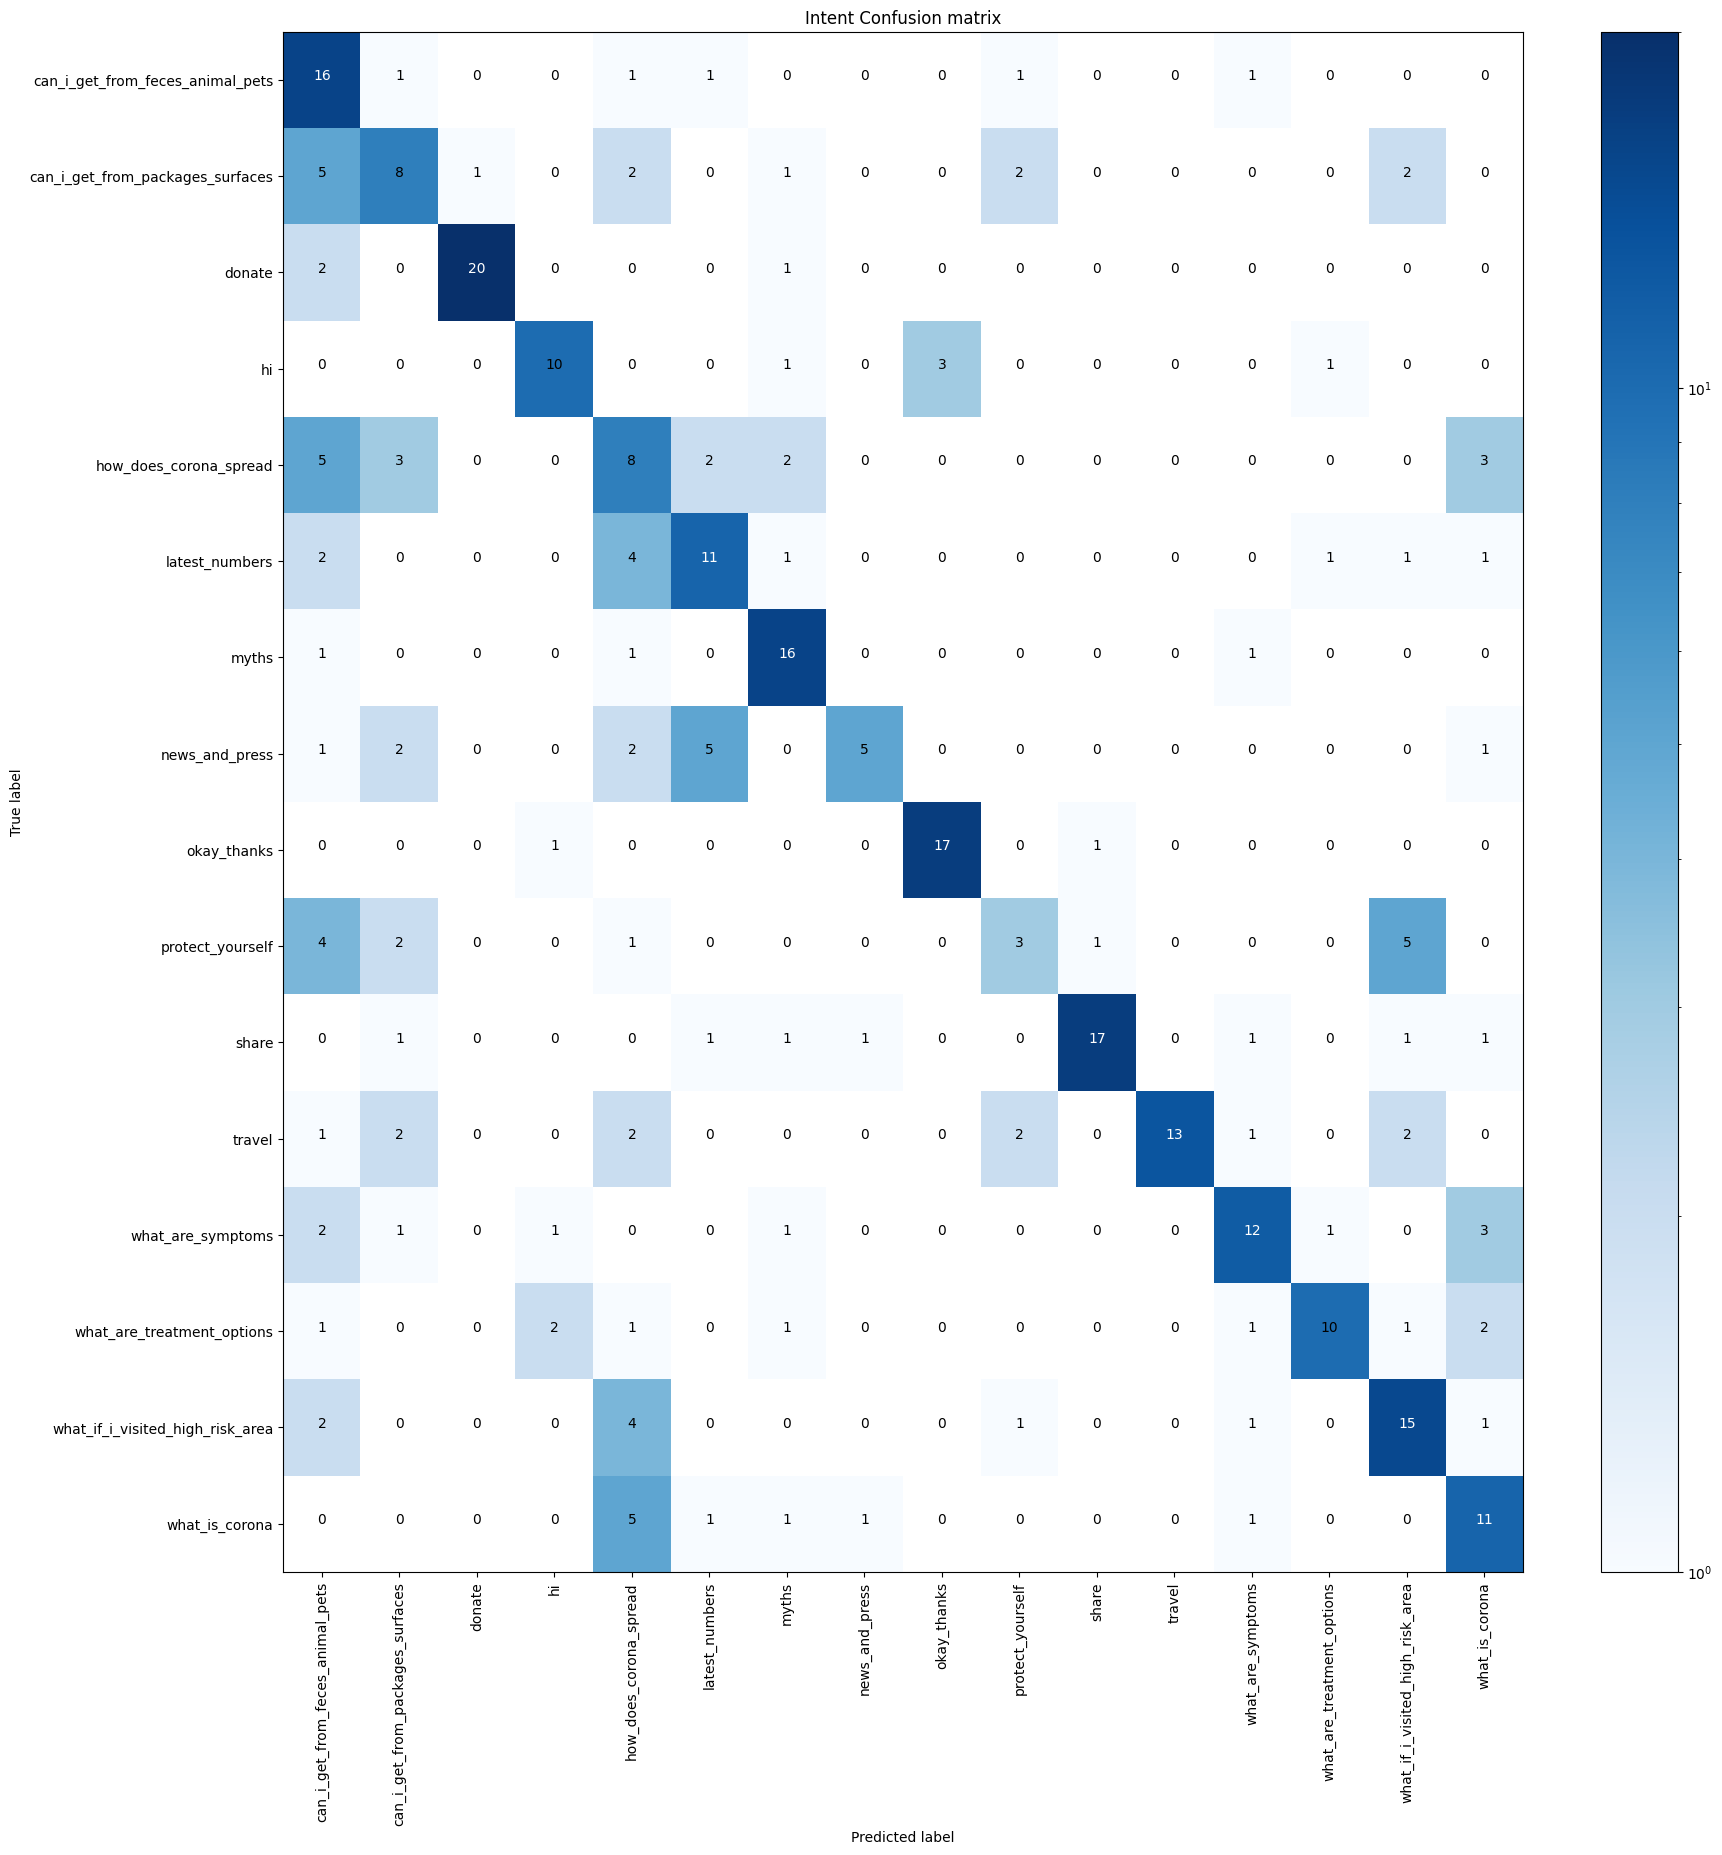 Intent Confusion matrix
can_i_get_from_feces_animal_pets 16 1 0 0 1 1 0 0 0 1 0 0 1 0 0 0
can_i_get_from_packages_surfaces 5 8 1 0 2 0 1 0 0 2 0 0 0 0 2 0
donate 2 0 20 0 0 0 1 0 0 0 0 0 0 0 0 0
hi 0 0 0 10 0 0 1 0 3 0 0 0 0 1 0 0
how_does_corona_spread 5 3 0 0 8 2 2 0 0 0 0 0 0 0 0 3
latest_numbers 2 0 0 0 4 11 1 0 0 0 0 0 0 1 1 1
myths 1 0 0 0 1 0 16 0 0 0 0 0 1 0 0 0
news_and_press 1 2 0 0 2 5 0 5 0 0 0 0 0 0 0 1
okay_thanks 0 0 0 1 0 0 0 0 17 0 1 0 0 0 0 0
protect_yourself 4 2 0 0 1 0 0 0 0 3 1 0 0 0 5 0
share 0 1 0 0 0 1 1 1 0 0 17 0 1 0 1 1
travel 1 2 0 0 2 0 0 0 0 2 0 13 1 0 2 0
what_are_symptoms 2 1 0 1 0 0 1 0 0 0 0 0 12 1 0 3
what_are_treatment_options 1 0 0 2 1 0 1 0 0 0 0 0 1 10 1 2
what_if_i_visited_high_risk_area 2 0 0 0 4 0 0 0 0 1 0 0 1 0 15 1
what_is_corona 0 0 0 0 5 1 1 1 0 0 0 0 1 0 0 11
True label
can_i_get_from_feces_animal_pets
can_i_get_from_packages_surfaces
donate
hi
how_does_corona_spread
latest_numbers
myths
news_and_press
okay_thanks
protect_yourself
share
travel
what_are_symptoms
what_are_treatment_options
what_if_i_visited_high_risk_area
what_is_corona
Predicted label
10¹
10⁰